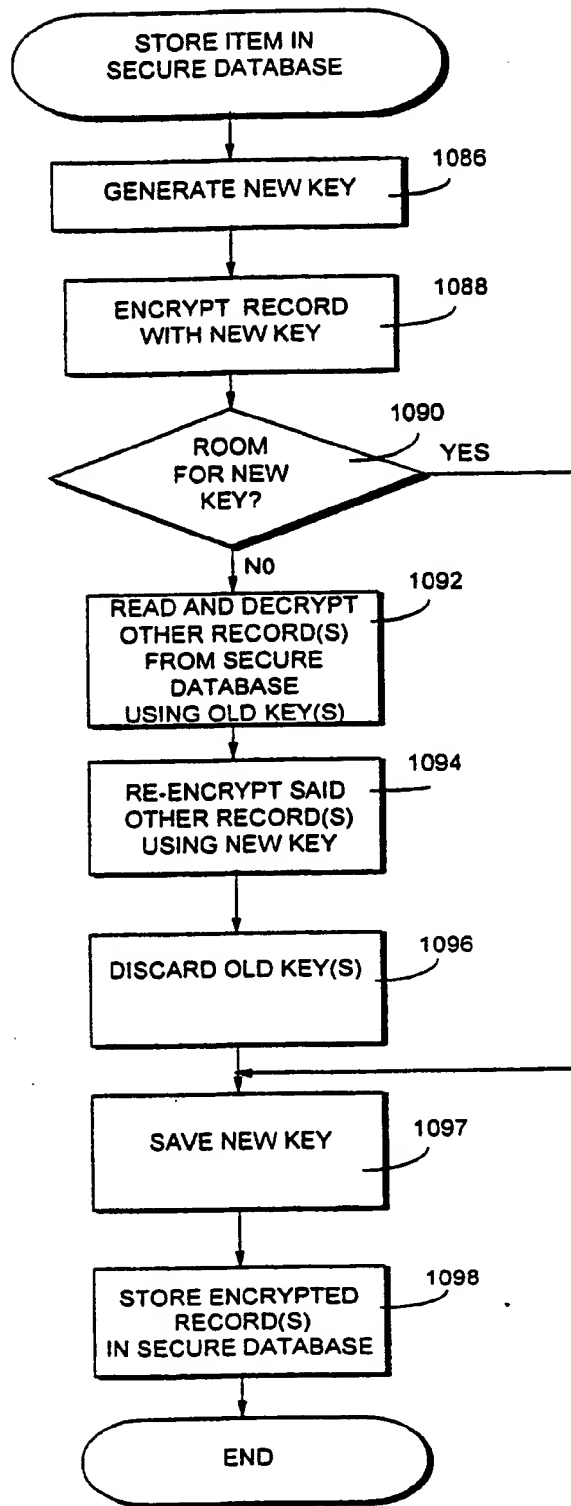 STORE ITEM IN
SECURE DATABASE
1086
GENERATE NEW KEY
1088
ENCRYPT RECORD
WITH NEW KEY
1090
ROOM
FOR NEW
KEY?
YES
NO
1092
READ AND DECRYPT
OTHER RECORD(S)
FROM SECURE
DATABASE
USING OLD KEY(S)
1094
RE-ENCRYPT SAID
OTHER RECORD(S)
USING NEW KEY
1096
DISCARD OLD KEY(S)
SAVE NEW KEY
1097
1098
STORE ENCRYPTED
RECORD(S)
IN SECURE DATABASE
END